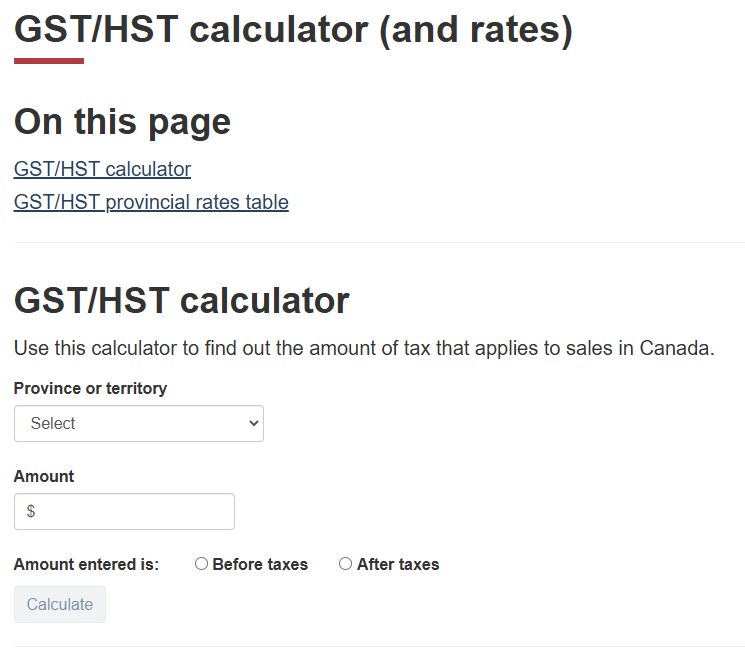 GST/HST calculator (and rates)
On this page
GST/HST calculator
GST/HST provincial rates table
GST/HST calculator
Use this calculator to find out the amount of tax that applies to sales in Canada.
Province or territory
Select
Amount
$
Amount entered is: Before taxes After taxes
Calculate